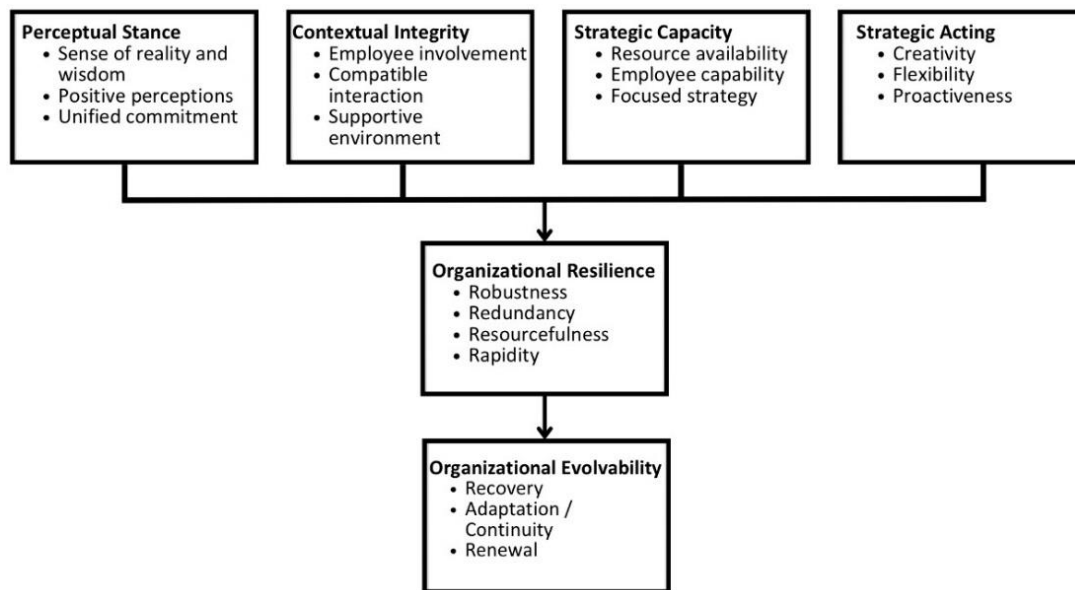 Perceptual Stance
• Sense of reality and
wisdom
• Positive perceptions
• Unified commitment
Contextual Integrity
• Employee involvement
• Compatible
interaction
• Supportive
environment
Strategic Capacity
• Resource availability
• Employee capability
• Focused strategy
Strategic Acting
• Creativity
• Flexibility
• Proactiveness
Organizational Resilience
• Robustness
• Redundancy
• Resourcefulness
• Rapidity
Organizational Evolvability
• Recovery
• Adaptation /
Continuity
• Renewal